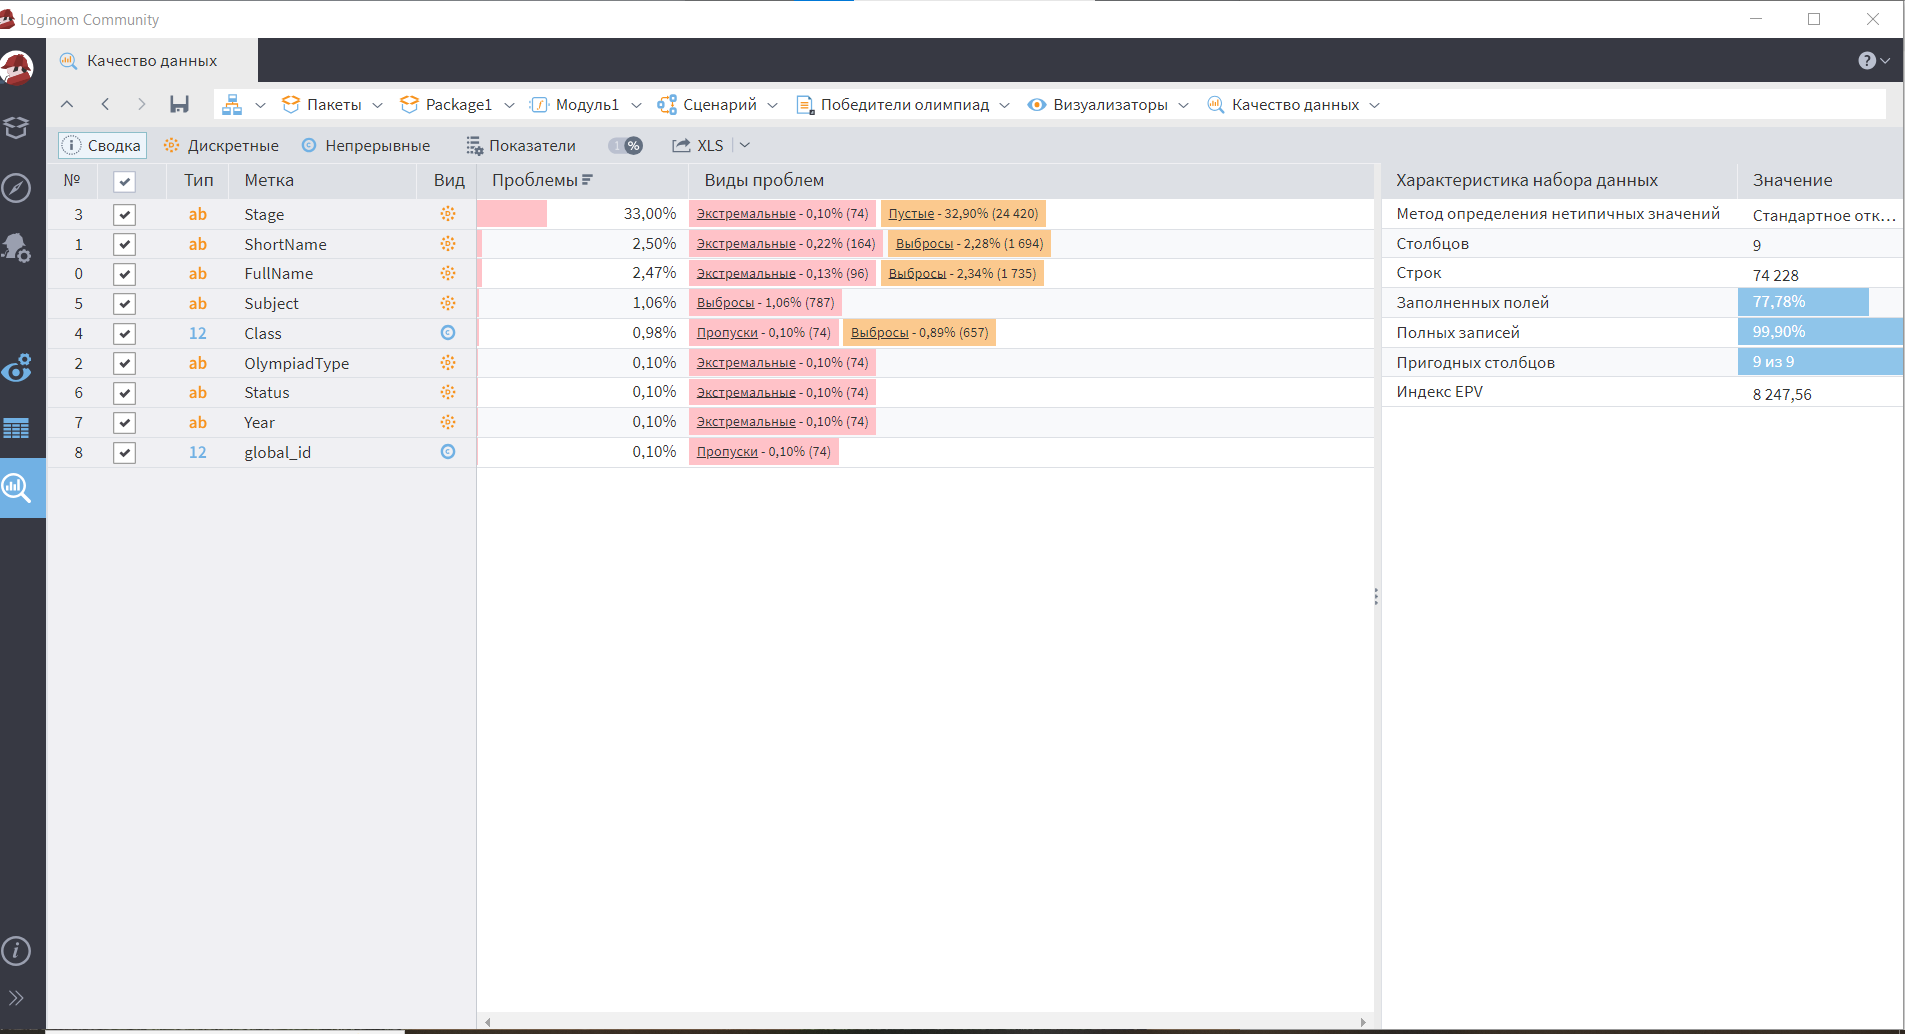 Loginom Community
Качество данных
Пакеты Package1 Модуль1 Сценарий Победители олимпиад Визуализаторы Качество данных
Сводка Дискретные Непрерывные Показатели 1 % XLS
№ Тип Метка Вид Проблемы Виды проблем Характеристика набора данных Значение
3 ab Stage 33,00% Экстремальные - 0,10% (74) Пустые - 32,90% (24 420) Метод определения нетипичных значений Стандартное отк...
1 ab ShortName 2,50% Экстремальные - 0,22% (164) Выбросы - 2,28% (1 694) Столбцов 9
0 ab FullName 2,47% Экстремальные - 0,13% (96) Выбросы - 2,34% (1 735) Строк 74 228
5 ab Subject 1,06% Выбросы - 1,06% (787) Заполненных полей 77,78%
4 12 Class 0,98% Пропуски - 0,10% (74) Выбросы - 0,89% (657) Полных записей 99,90%
2 ab OlympiadType 0,10% Экстремальные - 0,10% (74) Пригодных столбцов 9 из 9
6 ab Status 0,10% Экстремальные - 0,10% (74) Индекс EPV 8 247,56
7 ab Year 0,10% Экстремальные - 0,10% (74)
8 12 global_id 0,10% Пропуски - 0,10% (74)